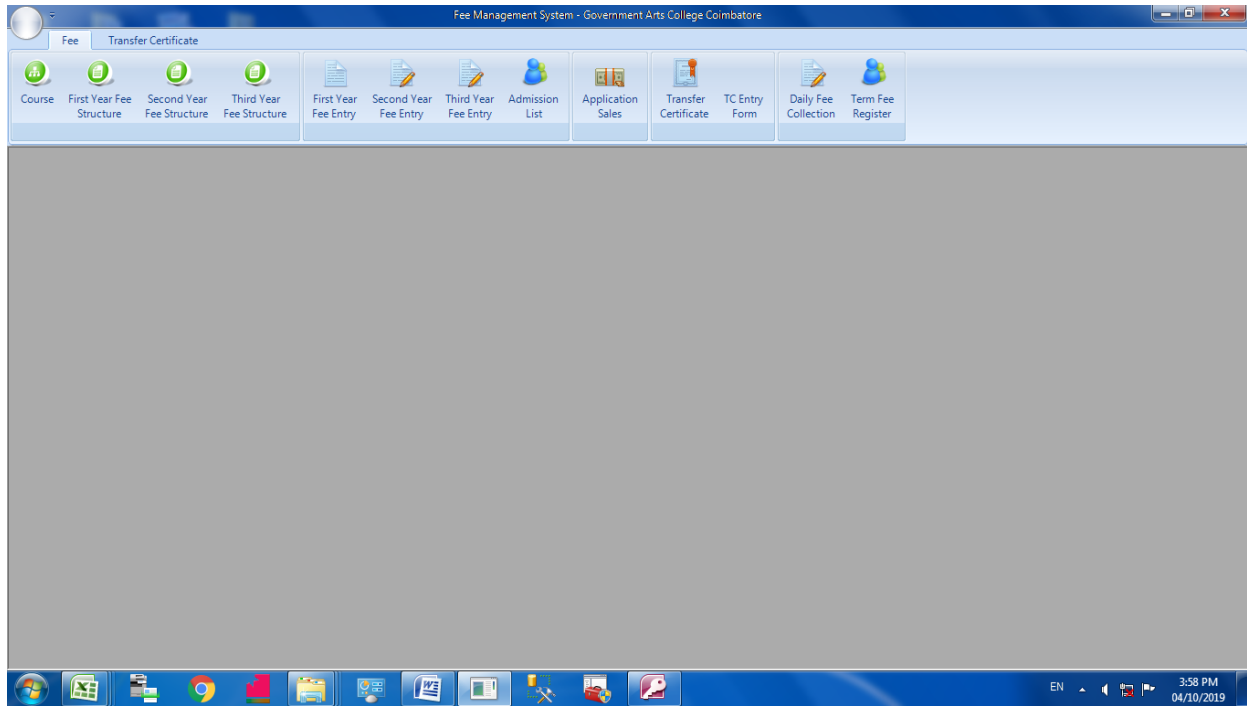 Fee Management System - Government Arts College Coimbatore
Fee Transfer Certificate
Course
First Year Fee
Structure
Second Year
Fee Structure
Third Year
Fee Structure
First Year
Fee Entry
Second Year
Fee Entry
Third Year
Fee Entry
Admission
List
Application
Sales
Transfer
Certificate
TC Entry
Form
Daily Fee
Collection
Term Fee
Register
EN
3:58 PM
04/10/2019